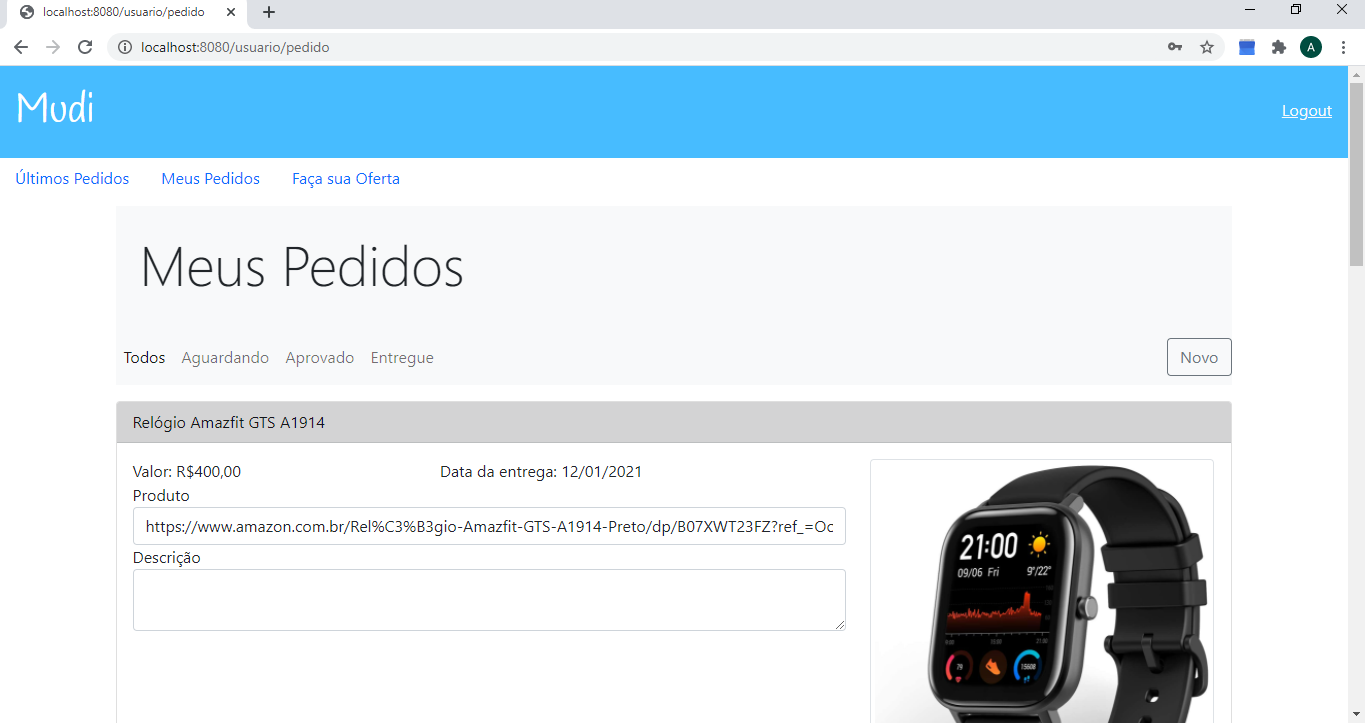 localhost:8080/usuario/pedido
localhost:8080/usuario/pedido
A
Mudi
Logout
Últimos Pedidos Meus Pedidos Faça sua Oferta
Meus Pedidos
Todos Aguardando Aprovado Entregue Novo
Relógio Amazfit GTS A1914
Valor: R$400,00 Data da entrega: 12/01/2021
Produto
https://www.amazon.com.br/Rel%C3%B3gio-Amazfit-GTS-A1914-Preto/dp/B07XWT23FZ?ref_=Oc
Descrição
21:00
09/06 Fri 9°/22°
79 15608